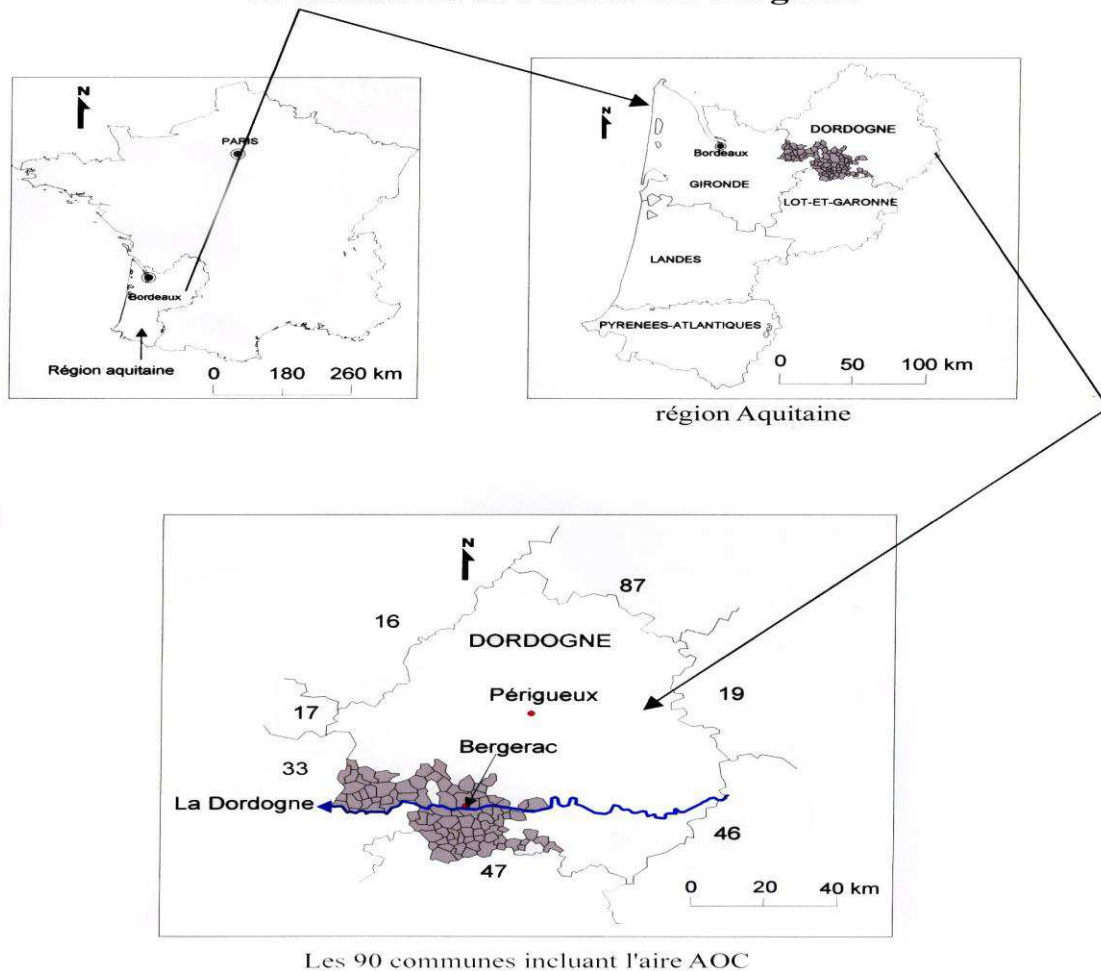 N
PARIS
Bordeaux
Région aquitaine
0 180 260 km
N
DORDOGNE
Bordeaux
GIRONDE
LOT-ET-GARONNE
LANDES
PYRENEES-ATLANTIQUES
0 50 100 km
région Aquitaine
N
87
16
DORDOGNE
19
Périgueux
17
Bergerac
33
La Dordogne
46
47
0 20 40 km
Les 90 communes incluant l'aire AOC